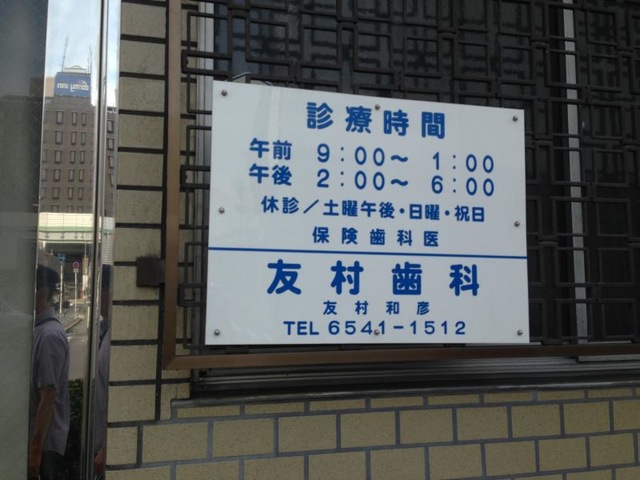 診療時間
午前 9:00〜 1:00
午後 2:00〜 6:00
休診/土曜午後・日曜・祝日
保険歯科医
友村歯科
友村和彦
TEL 6541-1512